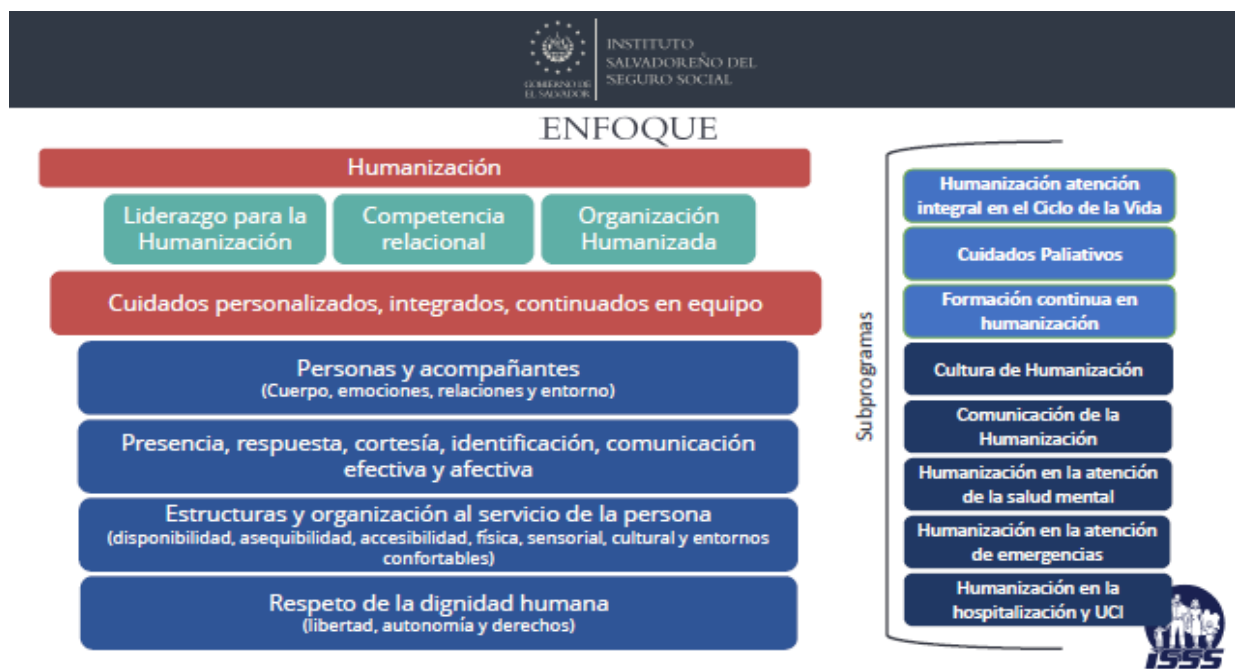 GOBIERNO DE
EL SALVADOR
INSTITUTO
SALVADOREÑO DEL
SEGURO SOCIAL
ENFOQUE
Humanización
Liderazgo para la
Humanización
Competencia
relacional
Organización
Humanizada
Cuidados personalizados, integrados, continuados en equipo
Personas y acompañantes
(Cuerpo, emociones, relaciones y entorno)
Presencia, respuesta, cortesía, identificación, comunicación
efectiva y afectiva
Estructuras y organización al servicio de la persona
(disponibilidad, asequibilidad, accesibilidad, física, sensorial, cultural y entornos
confortables)
Respeto de la dignidad humana
(libertad, autonomía y derechos)
Subprogramas
Humanización atención
integral en el Ciclo de la Vida
Cuidados Paliativos
Formación continua en
humanización
Cultura de Humanización
Comunicación de la
Humanización
Humanización en la atención
de la salud mental
Humanización en la atención
de emergencias
Humanización en la
hospitalización y UCI
ISSS